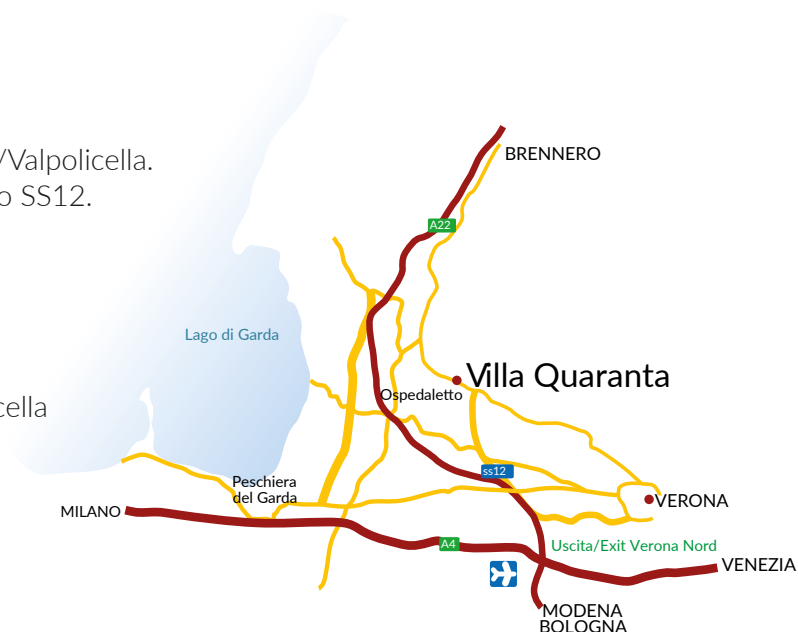 BRENNERO
/Valpolicella.
o SS12.
A22
Lago di Garda
Villa Quaranta
Ospedaletto
cella
ss12
Peschiera
del Garda
VERONA
MILANO
A4
Uscita/Exit Verona Nord
VENEZIA
MODENA
BOLOGNA